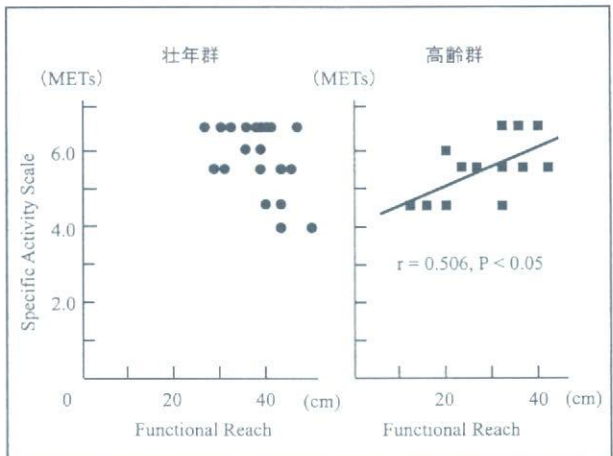 壮年群
高齢群
(METs)
(METs)
Specific Activity Scale
6.0
4.0
2.0
r = 0.506, P < 0.05
0 20 40 (cm)
20 40 (cm)
Functional Reach
Functional Reach